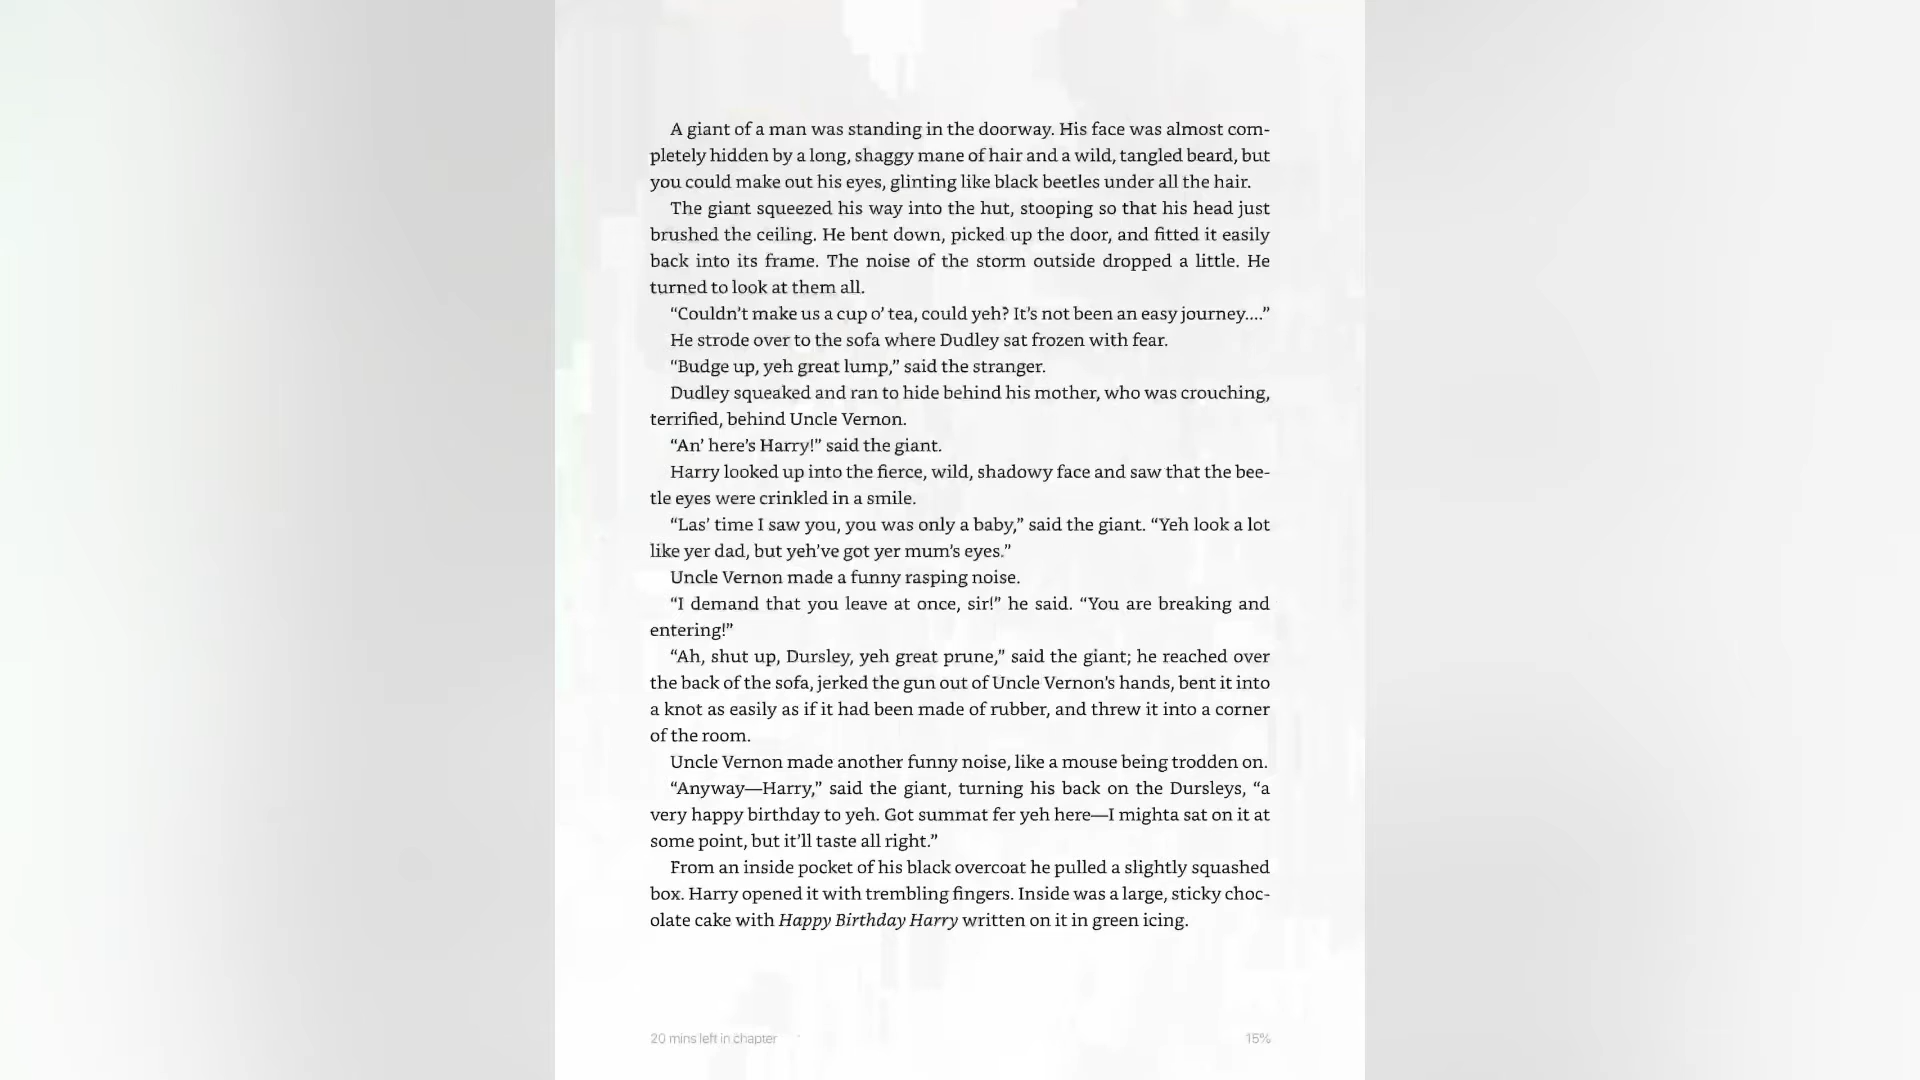 A giant of a man was standing in the doorway. His face was almost com-
pletely hidden by a long, shaggy mane of hair and a wild, tangled beard, but
you could make out his eyes, glinting like black beetles under all the hair.
The giant squeezed his way into the hut, stooping so that his head just
brushed the ceiling. He bent down, picked up the door, and fitted it easily
back into its frame. The noise of the storm outside dropped a little. He
turned to look at them all.
“Couldn’t make us a cup o’ tea, could yeh? It’s not been an easy journey....”
He strode over to the sofa where Dudley sat frozen with fear.
“Budge up, yeh great lump,” said the stranger.
Dudley squeaked and ran to hide behind his mother, who was crouching,
terrified, behind Uncle Vernon.
“An’ here’s Harry!” said the giant.
Harry looked up into the fierce, wild, shadowy face and saw that the bee-
tle eyes were crinkled in a smile.
“Las’ time I saw you, you was only a baby,” said the giant. “Yeh look a lot
like yer dad, but yeh’ve got yer mum’s eyes.”
Uncle Vernon made a funny rasping noise.
“I demand that you leave at once, sir!” he said. “You are breaking and
entering!”
“Ah, shut up, Dursley, yeh great prune,” said the giant; he reached over
the back of the sofa, jerked the gun out of Uncle Vernon’s hands, bent it into
a knot as easily as if it had been made of rubber, and threw it into a corner
of the room.
Uncle Vernon made another funny noise, like a mouse being trodden on.
“Anyway—Harry,” said the giant, turning his back on the Dursleys, “a
very happy birthday to yeh. Got summat fer yeh here—I mighta sat on it at
some point, but it’ll taste all right.”
From an inside pocket of his black overcoat he pulled a slightly squashed
box. Harry opened it with trembling fingers. Inside was a large, sticky choc-
olate cake with Happy Birthday Harry written on it in green icing.
20 mins left in chapter
15%